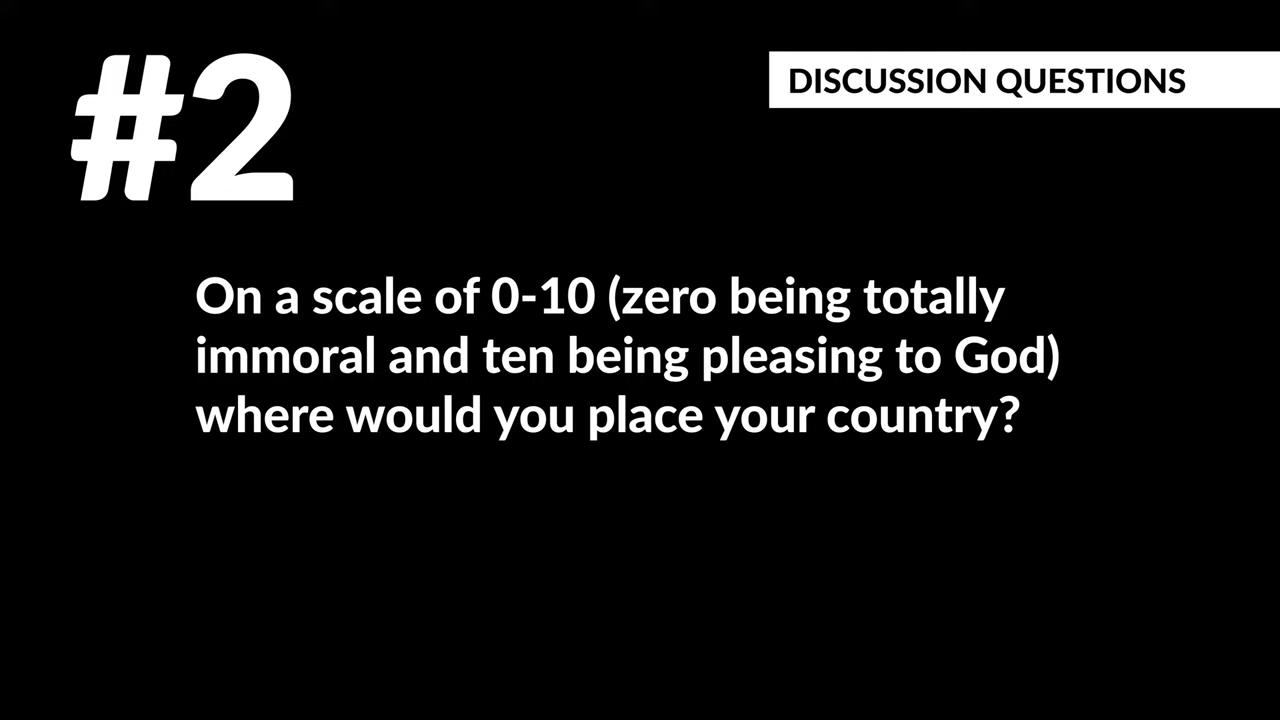 #2
DISCUSSION QUESTIONS
On a scale of 0-10 (zero being totally
immoral and ten being pleasing to God)
where would you place your country?